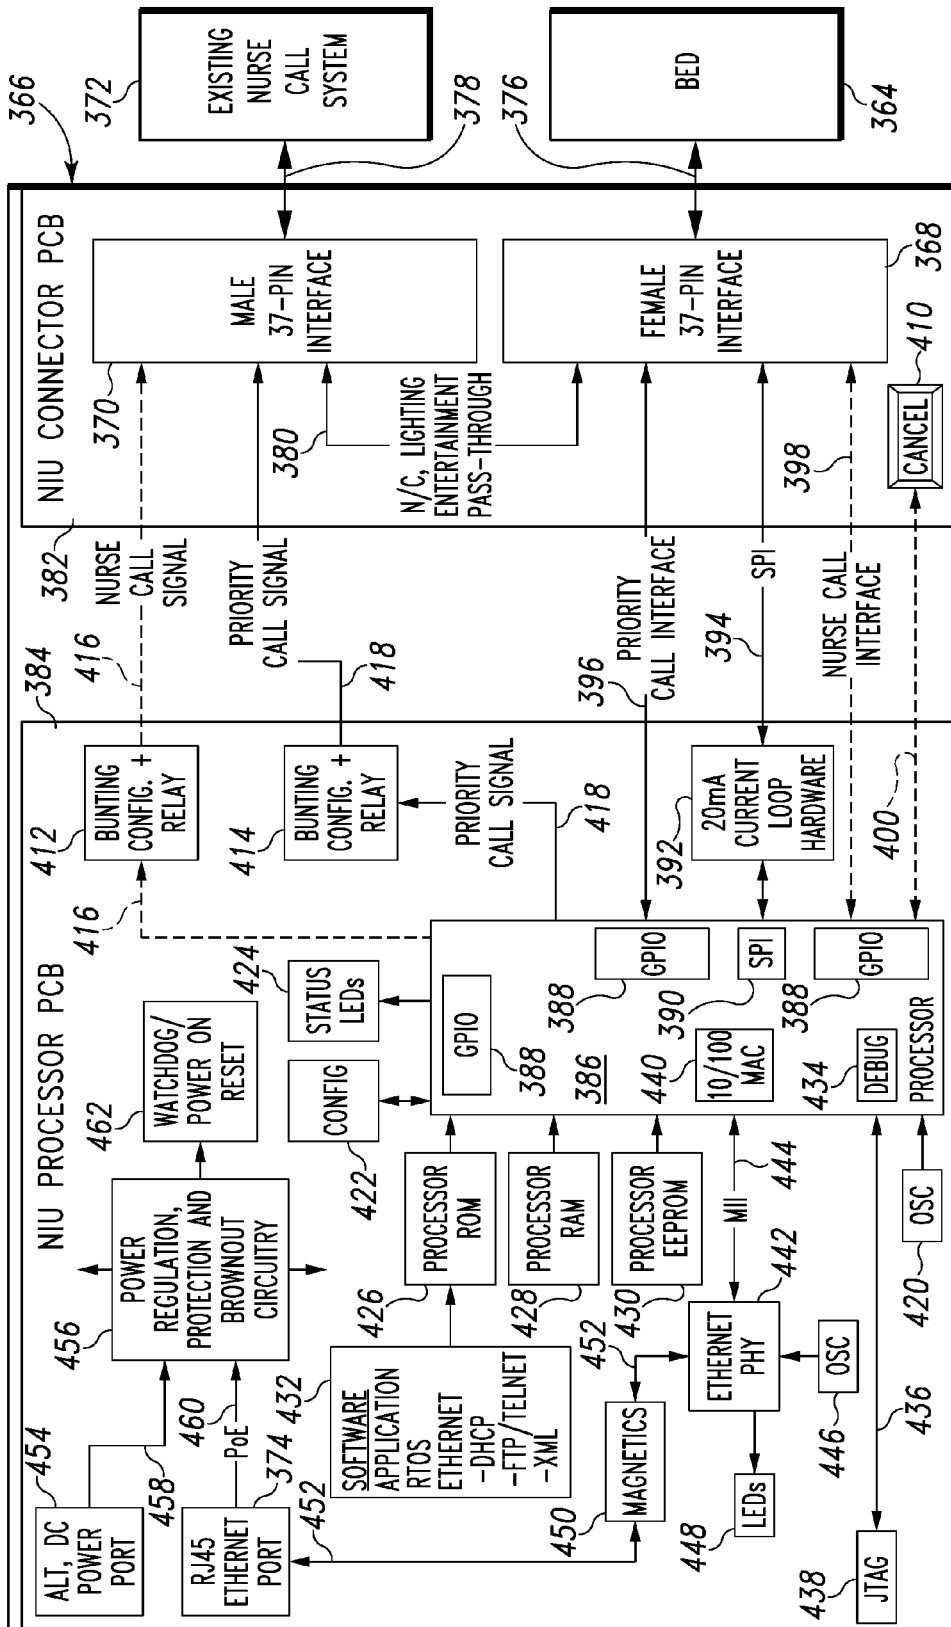 366
372
EXISTING
NURSE
CALL
SYSTEM
378
376
BED
364
NIU CONNECTOR PCB
370
MALE
37-PIN
INTERFACE
380
N/C, LIGHTING
ENTERTAINMENT
PASS-THROUGH
FEMALE
37-PIN
INTERFACE
368
398
CANCEL
410
382
NURSE
CALL
SIGNAL
416
PRIORITY
CALL SIGNAL
418
396
PRIORITY
CALL INTERFACE
394
SPI
NURSE CALL
INTERFACE
400
384
NIU PROCESSOR PCB
412
BUNTING
CONFIG. +
RELAY
414
BUNTING
CONFIG. +
RELAY
PRIORITY
CALL SIGNAL
418
392
20mA
CURRENT
LOOP
HARDWARE
416
462
WATCHDOG/
POWER ON
RESET
424
STATUS
LEDs
422
CONFIG
GPIO
388
GPIO
388
386
SPI
390
GPIO
388
440
10/100
MAC
434
DEBUG
PROCESSOR
456
POWER
REGULATION,
PROTECTION AND
BROWNOUT
CIRCUITRY
426
PROCESSOR
ROM
428
PROCESSOR
RAM
430
PROCESSOR
EEPROM
MII
444
442
ETHERNET
PHY
420
OSC
454
ALT, DC
POWER
PORT
458
460
PoE
374
RJ45
ETHERNET
PORT
432
SOFTWARE
APPLICATION
RTOS
ETHERNET
-DHCP
-FTP/TELNET
-XML
452
452
450
MAGNETICS
448
LEDs
446
OSC
436
438
JTAG